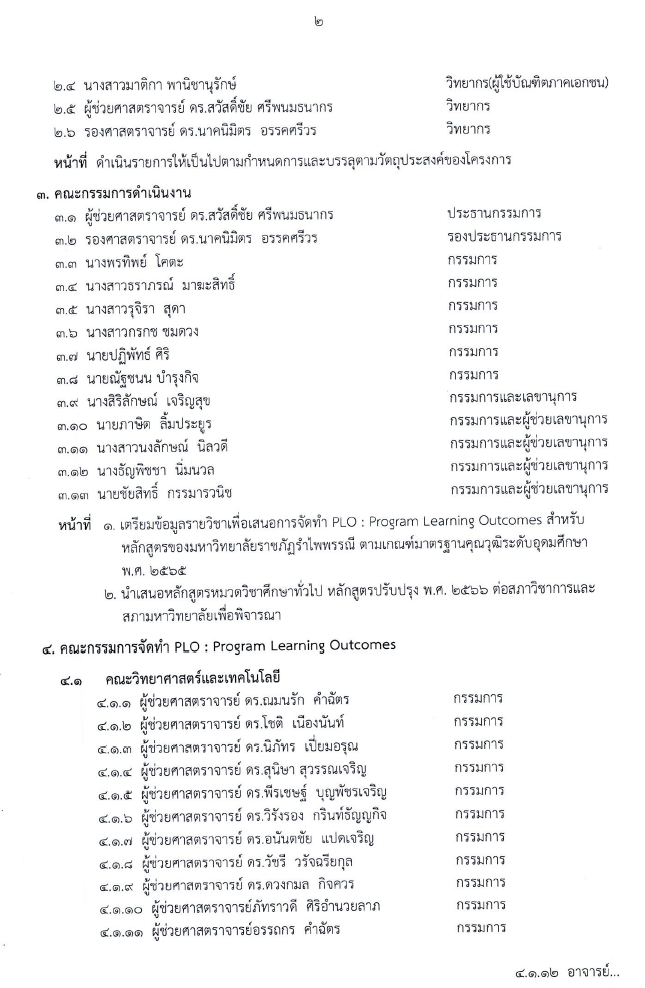 ๒
๒.๔ นางสาวมาติกา พานิชานุรักษ์ วิทยากร(ผู้ใช้บัณฑิตภาคเอกชน)
๒.๕ ผู้ช่วยศาสตราจารย์ ดร.สวัสดิ์ชัย ศรีพนมธนากร วิทยากร
๒.๖ รองศาสตราจารย์ ดร.นาคนิมิตร อรรคศรีวร วิทยากร
หน้าที่ ดำเนินรายการให้เป็นไปตามกำหนดการและบรรลุตามวัตถุประสงค์ของโครงการ
๓. คณะกรรมการดำเนินงาน
๓.๑ ผู้ช่วยศาสตราจารย์ ดร.สวัสดิ์ชัย ศรีพนมธนากร ประธานกรรมการ
๓.๒ รองศาสตราจารย์ ดร.นาคนิมิตร อรรคศรีวร รองประธานกรรมการ
๓.๓ นางพรทิพย์ โคตะ กรรมการ
๓.๔ นางสาวธราภรณ์ มาฆะสิทธิ์ กรรมการ
๓.๕ นางสาวรุจิรา สุดา กรรมการ
๓.๖ นางสาวกรกช ชมดวง กรรมการ
๓.๗ นายปฏิพัทธ์ ศิริ กรรมการ
๓.๘ นายณัฐชนน บำรุงกิจ กรรมการ
๓.๙ นางสิริลักษณ์ เจริญสุข กรรมการและเลขานุการ
๓.๑๐ นายภาษิต ลิ้มประยูร กรรมการและผู้ช่วยเลขานุการ
๓.๑๑ นางสาวนงลักษณ์ นิลวดี กรรมการและผู้ช่วยเลขานุการ
๓.๑๒ นางธัญพิชชา นิ่มนวล กรรมการและผู้ช่วยเลขานุการ
๓.๑๓ นายชัยสิทธิ์ กรรมารวนิช กรรมการและผู้ช่วยเลขานุการ
หน้าที่ ๑. เตรียมข้อมูลรายวิชาเพื่อเสนอการจัดทำ PLO : Program Learning Outcomes สำหรับ
หลักสูตรของมหาวิทยาลัยราชภัฏรำไพพรรณี ตามเกณฑ์มาตรฐานคุณวุฒิระดับอุดมศึกษา
พ.ศ. ๒๕๖๕
๒. นำเสนอหลักสูตรหมวดวิชาศึกษาทั่วไป หลักสูตรปรับปรุง พ.ศ. ๒๕๖๖ ต่อสภาวิชาการและ
สภามหาวิทยาลัยเพื่อพิจารณา
๔. คณะกรรมการจัดทำ PLO : Program Learning Outcomes
๔.๑ คณะวิทยาศาสตร์และเทคโนโลยี
๔.๑.๑ ผู้ช่วยศาสตราจารย์ ดร.ณมนรัก คำฉัตร กรรมการ
๔.๑.๒ ผู้ช่วยศาสตราจารย์ ดร.โชติ เนืองนันท์ กรรมการ
๔.๑.๓ ผู้ช่วยศาสตราจารย์ ดร.นิภัทร เปี่ยมอรุณ กรรมการ
๔.๑.๔ ผู้ช่วยศาสตราจารย์ ดร.สุนิษา สุวรรณเจริญ กรรมการ
๔.๑.๕ ผู้ช่วยศาสตราจารย์ ดร.พีรเชษฐ์ บุญพัชรเจริญ กรรมการ
๔.๑.๖ ผู้ช่วยศาสตราจารย์ ดร.วิรังรอง กรินท์ธัญญกิจ กรรมการ
๔.๑.๗ ผู้ช่วยศาสตราจารย์ ดร.อนันตชัย แปดเจริญ กรรมการ
๔.๑.๘ ผู้ช่วยศาสตราจารย์ ดร.วัชรี วรัจฉรียกุล กรรมการ
๔.๑.๙ ผู้ช่วยศาสตราจารย์ ดร.ดวงกมล กิจควร กรรมการ
๔.๑.๑๐ ผู้ช่วยศาสตราจารย์ภัทราวดี ศิริอำนวยลาภ กรรมการ
๔.๑.๑๑ ผู้ช่วยศาสตราจารย์อรรถกร คำฉัตร กรรมการ
๔.๑.๑๒ อาจารย์...